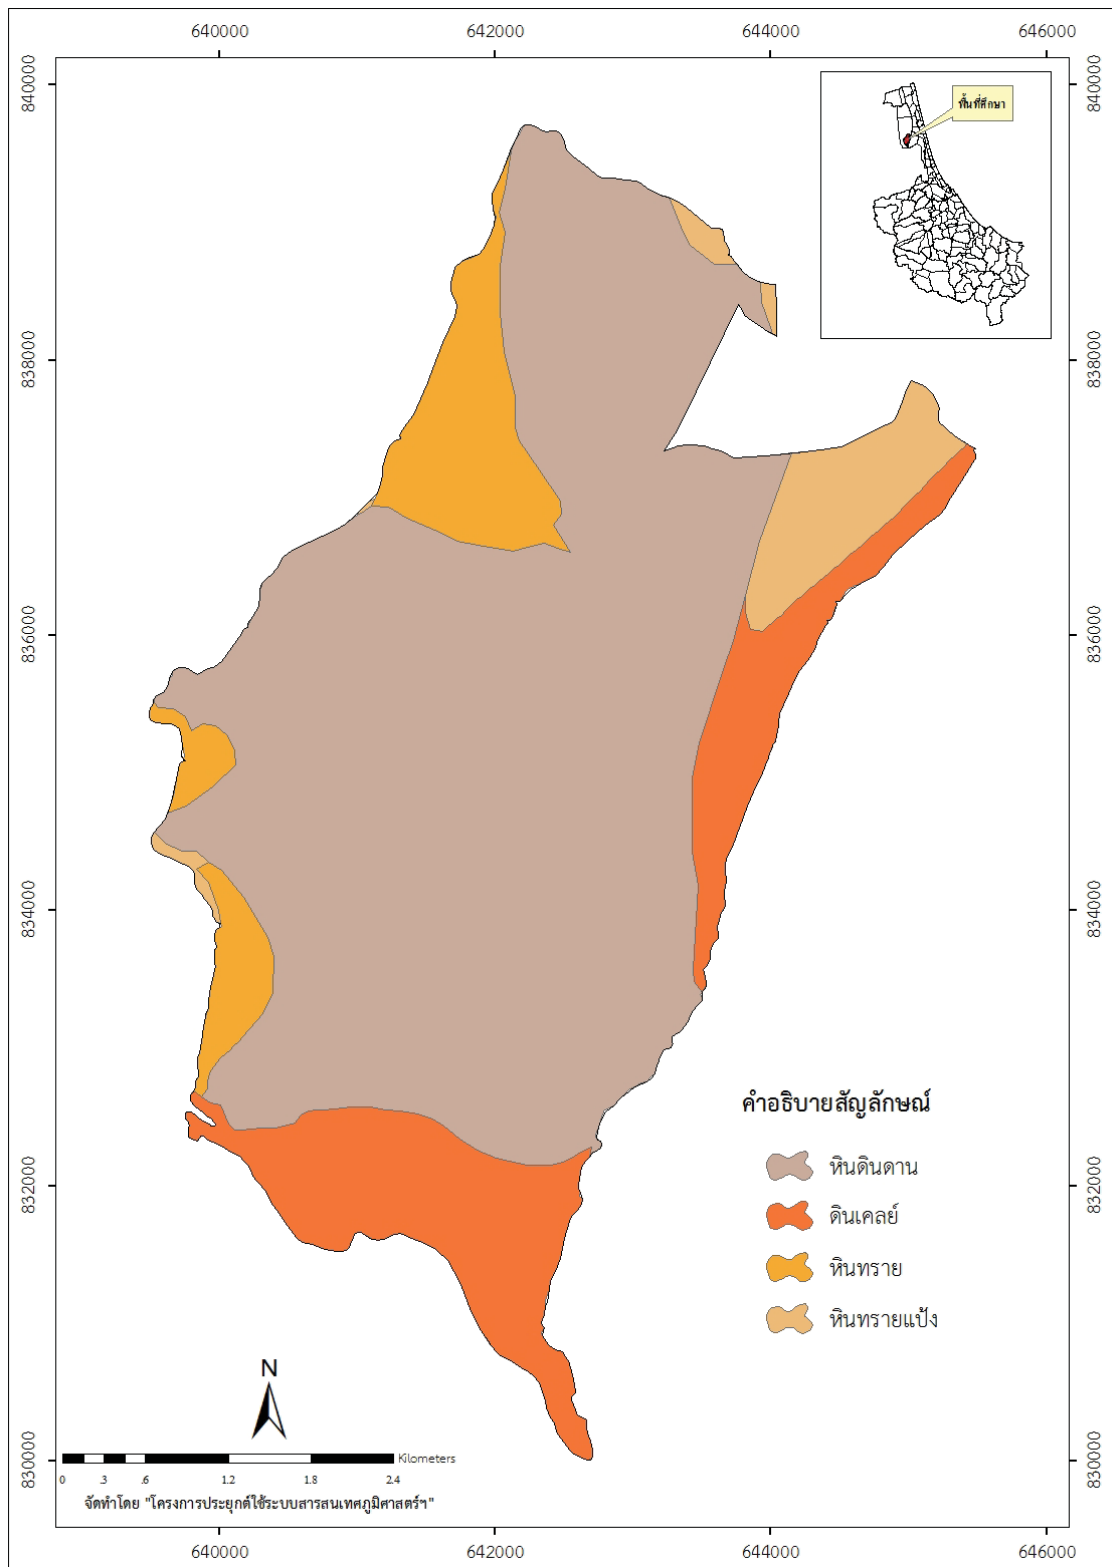 640000 642000 644000 646000
840000 840000
พื้นที่ศึกษา
838000 838000
836000 836000
834000 834000
คำอธิบายสัญลักษณ์
หินดินดาน
832000 832000
ดินเคลย์
หินทราย
หินทรายแป้ง
N
830000 830000
Kilometers
0 .3 .6 1.2 1.8 2.4
จัดทำโดย "โครงการประยุกต์ใช้ระบบสารสนเทศภูมิศาสตร์ฯ"
640000 642000 644000 646000